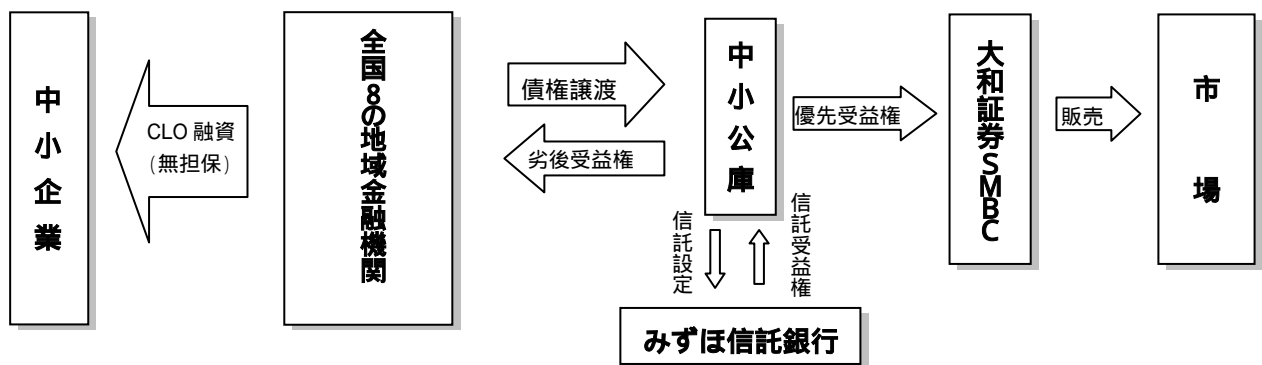 中小企業
CLO 融資
(無担保)
全国8の地域金融機関
債権譲渡
劣後受益権
中小公庫
信託設定
信託受益権
みずほ信託銀行
優先受益権
大和証券SMBC
販売
市場